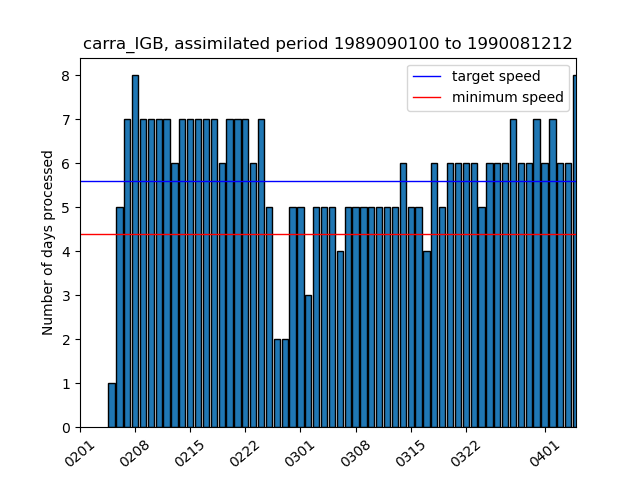 carra_IGB, assimilated period 1989090100 to 1990081212
target speed
minimum speed
Number of days processed
8
7
6
5
4
3
2
1
0
0201 0208 0215 0222 0301 0308 0315 0322 0401